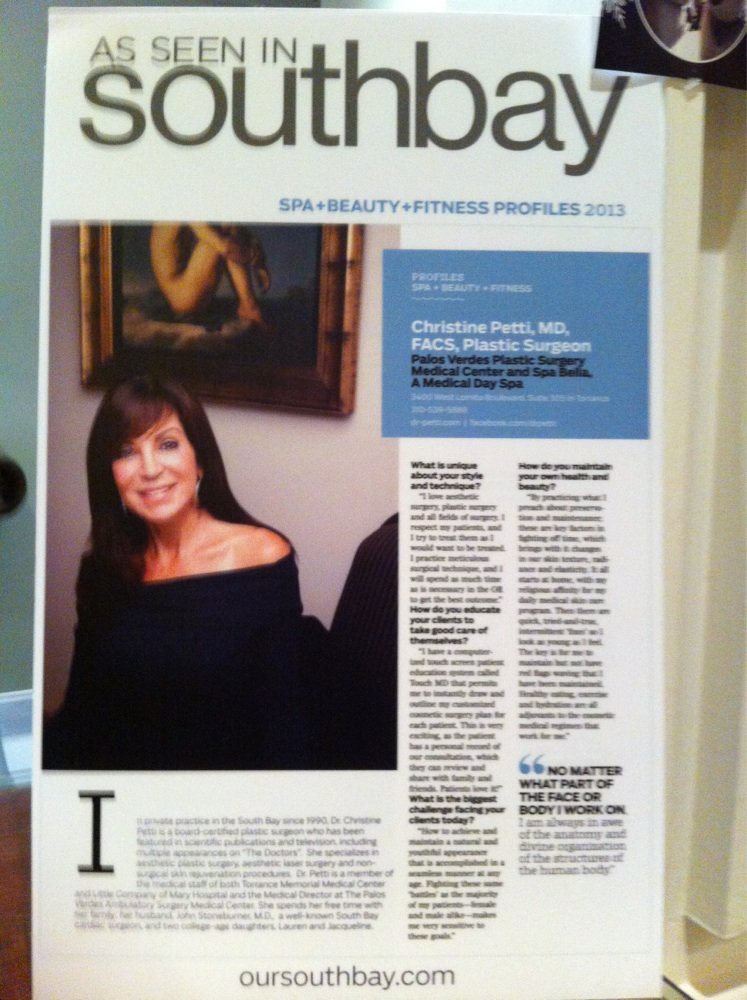 AS SEEN IN
southbay
SPA+BEAUTY+FITNESS PROFILES 2013
PROFILES
SPA + BEAUTY + FITNESS
Christine Petti, MD,
FACS, Plastic Surgeon
Palos Verdes Plastic Surgery
Medical Center and Spa Bella,
A Medical Day Spa
3400 West Lomita Boulevard, Suite 305 in Torrance
310-539-5888
dr-petti.com | facebook.com/drpetti
What is unique
about your style
and technique?
"I love aesthetic
surgery, plastic surgery
and all fields of surgery. I
respect my patients, and
I try to treat them as I
would want to be treated.
I practice meticulous
surgical technique, and I
will spend as much time
as is necessary in the OR
to get the best outcome."
How do you educate
your clients to
take good care of
themselves?
"I have a computer-
ized touch screen patient
education system called
Touch MD that permits
me to instantly draw and
outline my customized
cosmetic surgery plan for
each patient. This is very
exciting, as the patient
has a personal record of
our consultation, which
they can review and
share with family and
friends. Patients love it!"
What is the biggest
challenge facing your
clients today?
"How to achieve and
maintain a natural and
youthful appearance
that is accomplished in a
seamless manner at any
age. Fighting these same
'battles' as the majority
of my patients—female
and male alike—makes
me very sensitive to
these goals."
How do you maintain
your own health and
beauty?
"By practicing what I
preach about preserva-
tion and maintenance,
these are key factors in
fighting off time, which
brings with it changes
in our skin texture, radi-
ance and elasticity. It all
starts at home, with my
religious affinity for my
daily medical skin care
program. Then there are
quick, tried-and-true,
intermittent 'fixes' so I
look as young as I feel.
The key is for me to
maintain but not have
red flags waving that I
have been maintained.
Healthy eating, exercise
and hydration are all
adjuvants to the cosmetic
medical regimen that
work for me."
“NO MATTER
WHAT PART OF
THE FACE OR
BODY I WORK ON,
I am always in awe
of the anatomy and
divine organization
of the structures of
the human body"
In private practice in the South Bay since 1990, Dr. Christine
Petti is a board-certified plastic surgeon who has been
featured in scientific publications and television, including
multiple appearances on "The Doctors". She specializes in
aesthetic plastic surgery, aesthetic laser surgery and non-
surgical skin rejuvenation procedures. Dr. Petti is a member of
the medical staff of both Torrance Memorial Medical Center
and Little Company of Mary Hospital and the Medical Director at The Palos
Verdes Ambulatory Surgery Medical Center. She spends her free time with
her family: her husband, John Stoneburner, M.D., a well-known South Bay
cardiac surgeon, and two college-age daughters, Lauren and Jacqueline.
oursouthbay.com